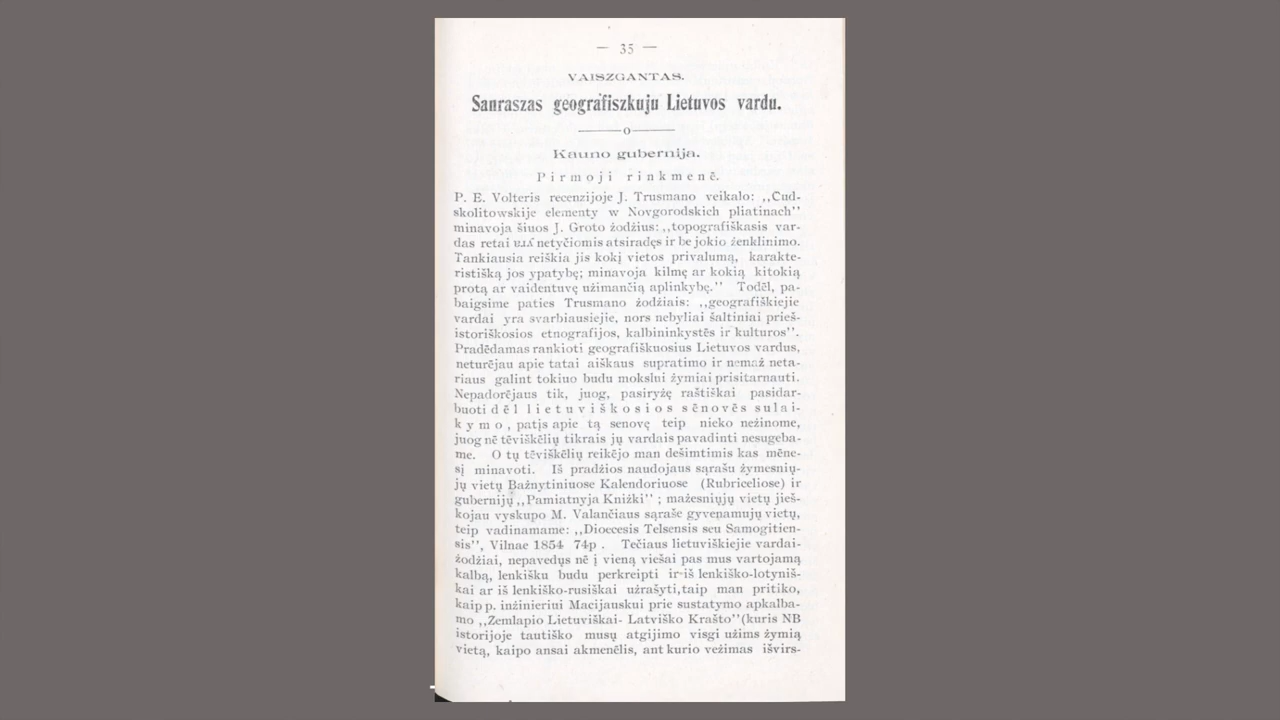 — 35 —
VAISZGANTAS.
Sanraszas geografiszkuju Lietuvos vardu.
Kauno gubernija.
Pirmoji rinkmenė.
P. E. Volteris recenzijoje J. Trusmano veikalo: ,,Čud-
skolitowskije elementy w Novgorodskich pliatinach''
minavoja šiuos J. Groto žodžius: ,,topografiškasis var-
das retai netyčiomis atsiradęs ir be jokio ženklinimo.
Tankiausia reiškia jis kokį vietos privalumą, karakte-
ristišką jos ypatybę; minavoja kilmę ar kokią kitokią
protą ar vaidentuvę užimančią aplinkybę.'' Todėl, pa-
baigsime paties Trusmano žodžiais: ,,geografiškiejie
vardai yra svarbiausiejie, nors nebyliai šaltiniai prieš-
istoriškosios etnografijos, kalbininkystės ir kulturos''.
Pradėdamas rankioti geografiškuosius Lietuvos vardus,
neturėjau apie tatai aiškaus supratimo ir nemaž neta-
riaus galint tokiuo budu mokslui žymiai prisitarnauti.
Nepadorėjaus tik, juog, pasiryžę raštiškai pasidar-
buoti dėl lietuviškosios sėnovės sulai-
kymo, patįs apie tą senovę teip nieko nežinome,
juog nė tėviškėlių tikrais jų vardais pavadinti nesugeba-
me. O tų tėviškėlių reikėjo man dešimtimis kas mėne-
sį minavoti. Iš pradžios naudojaus sąrašu žymesnių-
jų vietų Bažnytiniuose Kalendoriuose (Rubriceliose) ir
gubernijų ,,Pamiatnyja Knižki'' ; mažesniųjų vietų jieš-
kojau vyskupo M. Valančiaus sąraše gyvenamųjų vietų,
teip vadinamame: ,,Dioecesis Telsensis seu Samogitien-
sis'', Vilnae 1854 74p . Tečiaus lietuviškiejie vardai-
žodžiai, nepavedųs nė į vieną viešai pas mus vartojamą
kalbą, lenkišku budu perkreipti ir iš lenkiško-lotyniš-
kai ar iš lenkiško-rusiškai užrašyti,taip man pritiko,
kaip p. inžinieriui Macijauskui prie sustatymo apkalba-
mo ,,Žemlapio Lietuviškai- Latviško Krašto''(kuris NB
istorijoje tautiško musų atgijimo visgi užims žymią
vietą, kaipo ansai akmenėlis, ant kurio vežimas išvirs-